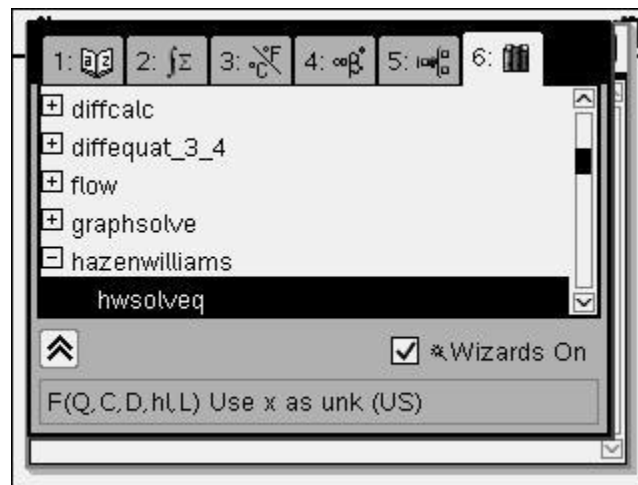 1: 2: ∫Σ 3: °C°F 4: ∞β° 5: 6:
diffcalc
diffequat_3_4
flow
graphsolve
hazenwilliams
hwsolveq
Wizards On
F(Q,C,D,hl,L) Use x as unk (US)